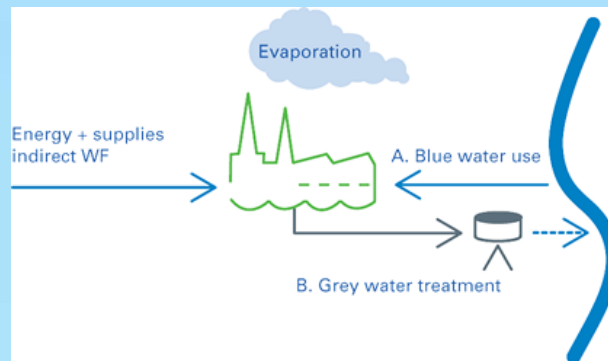 Evaporation
Energy + supplies
indirect WF
A. Blue water use
B. Grey water treatment